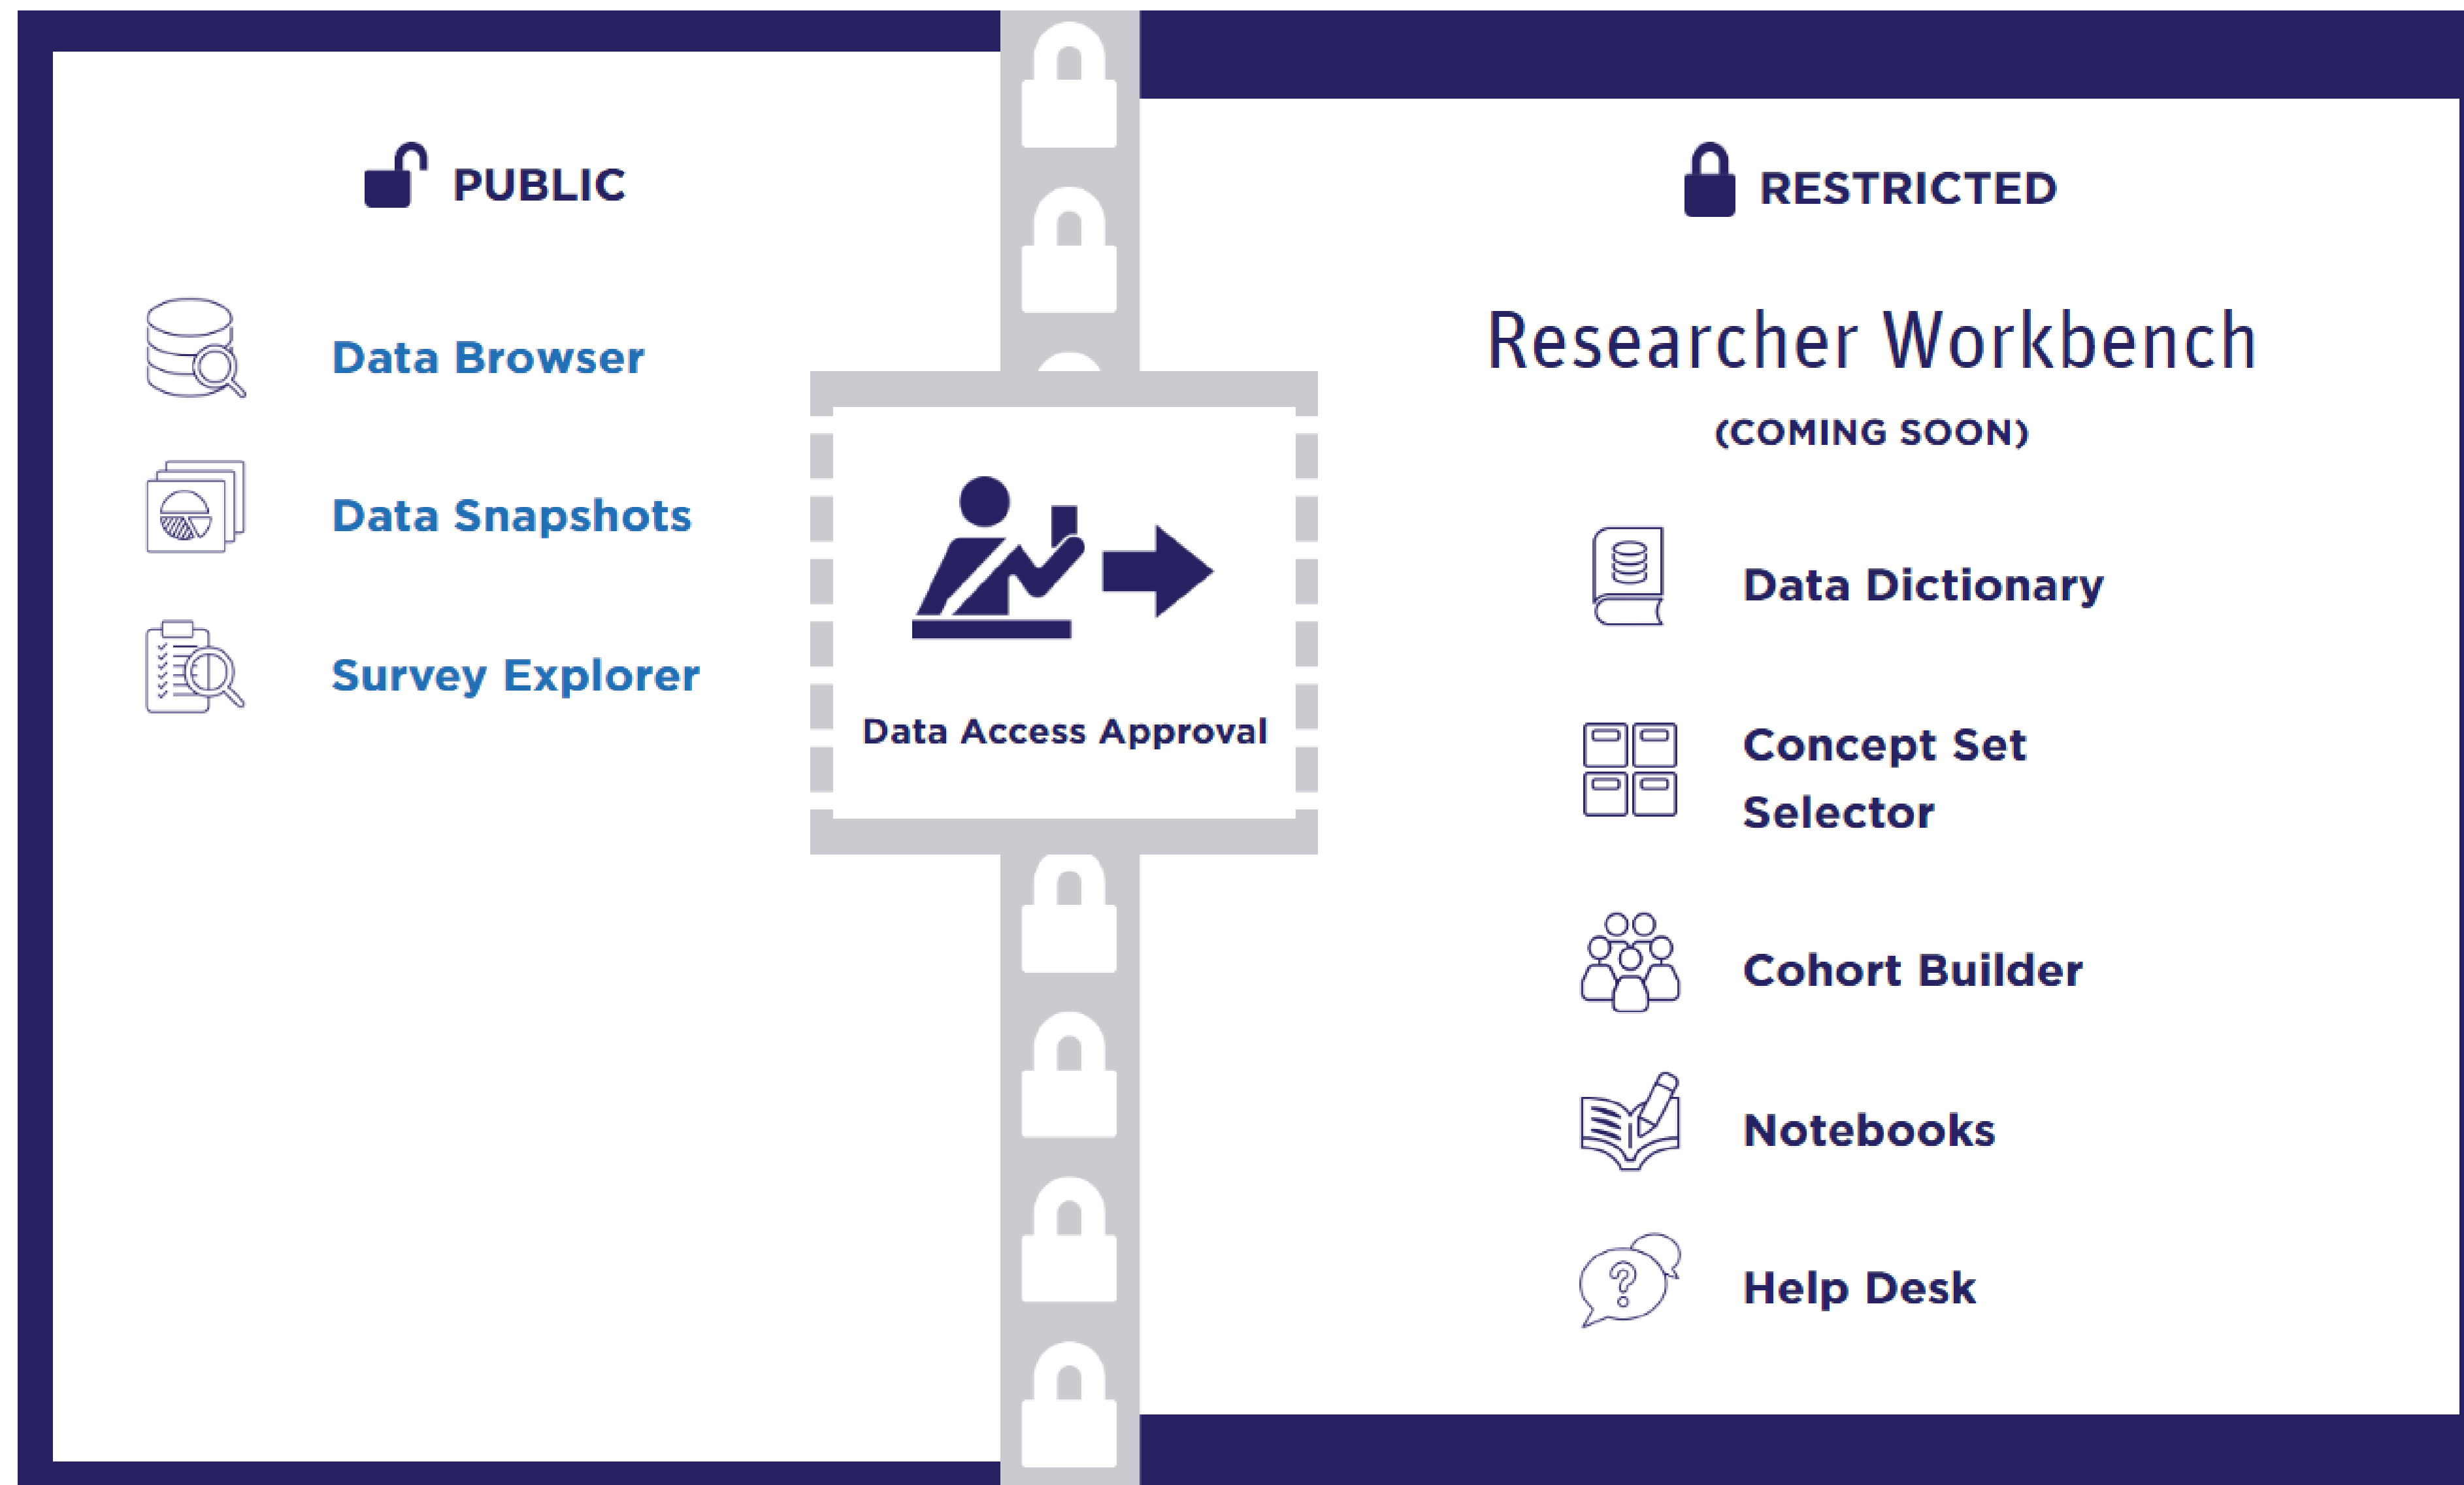 PUBLIC
Data Browser
Data Snapshots
Survey Explorer
Data Access Approval
RESTRICTED
Researcher Workbench
(COMING SOON)
Data Dictionary
Concept Set
Selector
Cohort Builder
Notebooks
?
Help Desk